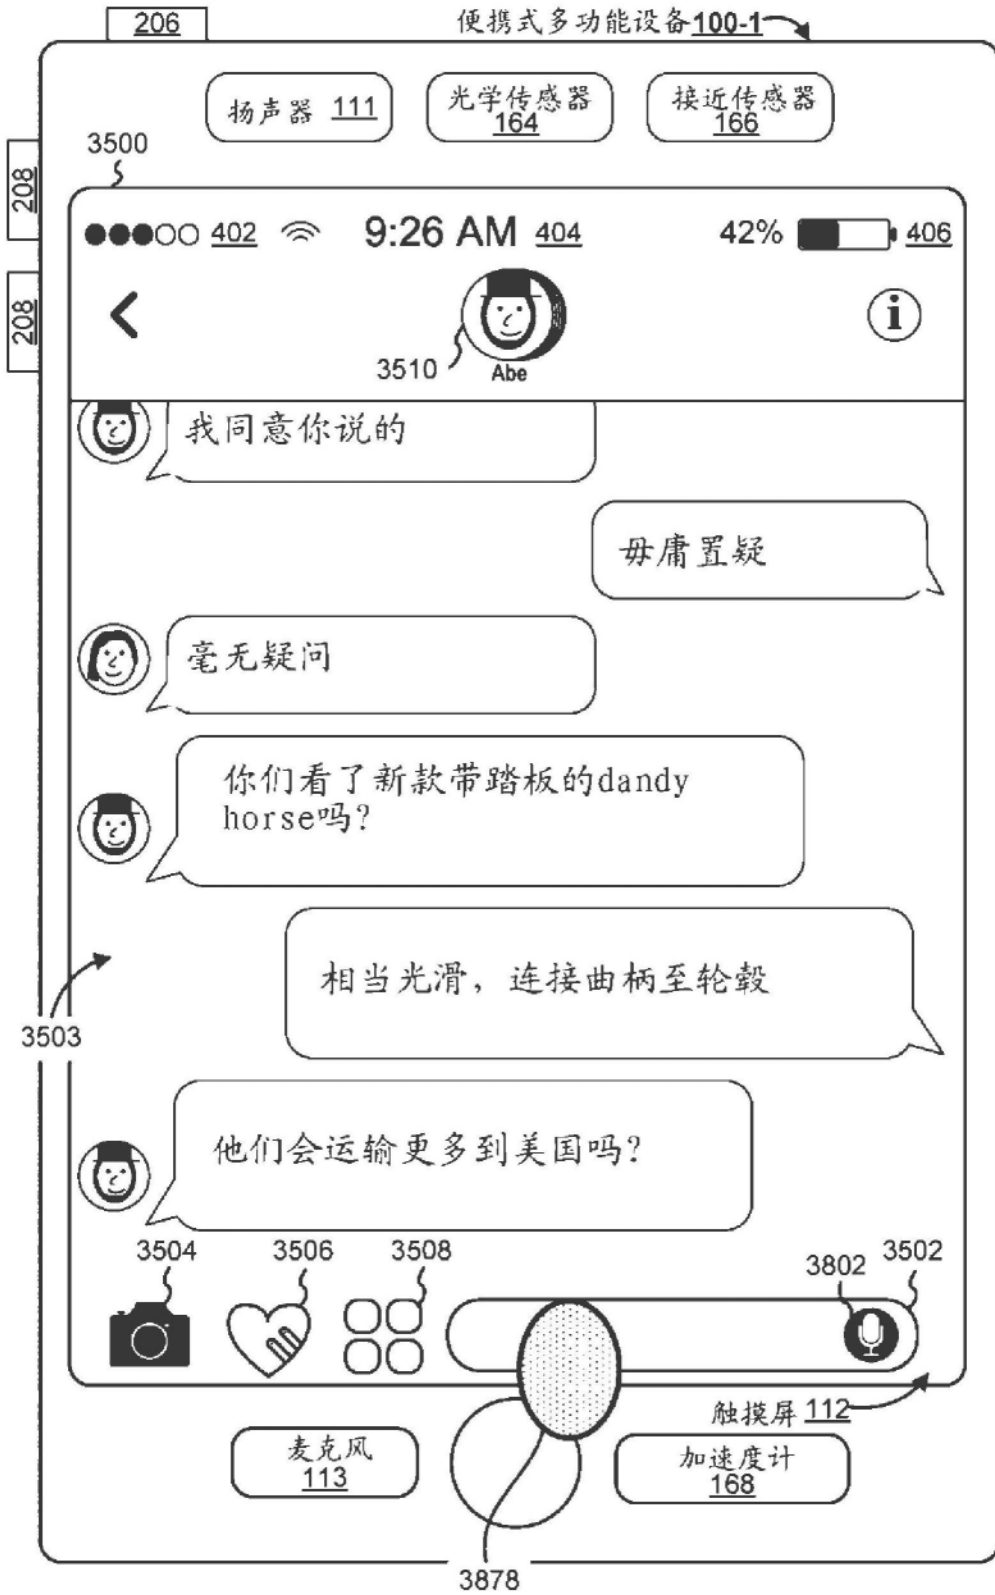 206
便携式多功能设备100-1
扬声器 111
光学传感器
164
接近传感器
166
3500
208
208
402
9:26 AM 404
42%
406
3510
Abe
我同意你说的
毋庸置疑
毫无疑问
你们看了新款带踏板的dandy
horse吗?
相当光滑，连接曲柄至轮毂
3503
他们会运输更多到美国吗?
3504
3506
3508
3802
3502
触摸屏 112
麦克风
113
加速度计
168
3878